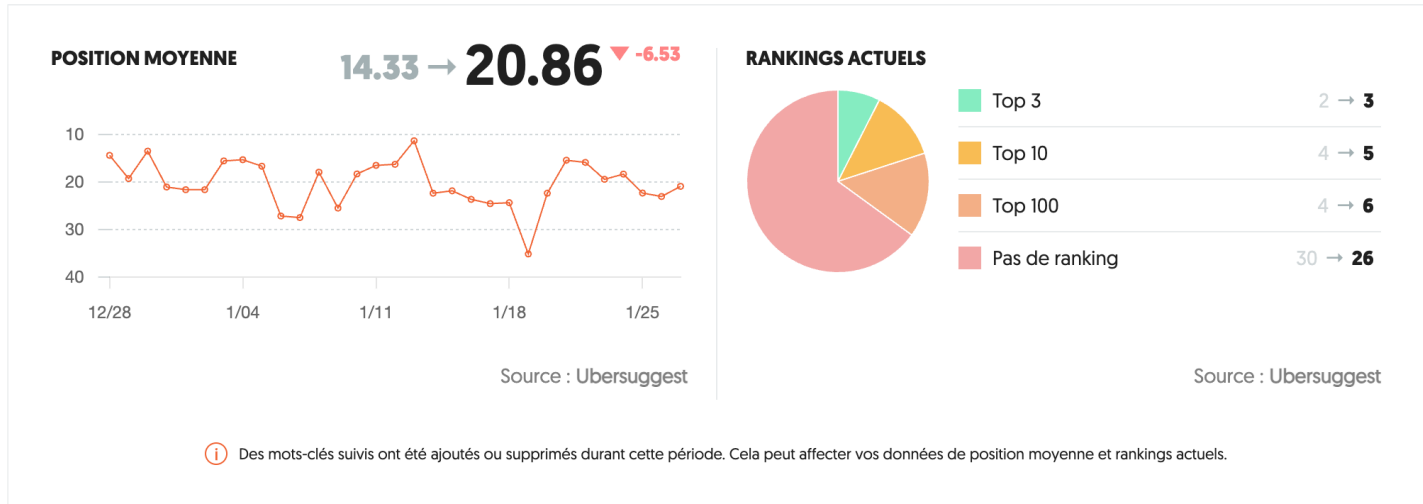 POSITION MOYENNE
14.33 → 20.86 ▼ -6.53
10
20
30
40
12/28 1/04 1/11 1/18 1/25
Source : Ubersuggest
RANKINGS ACTUELS
Top 3 2 → 3
Top 10 4 → 5
Top 100 4 → 6
Pas de ranking 30 → 26
Source : Ubersuggest
Des mots-clés suivis ont été ajoutés ou supprimés durant cette période. Cela peut affecter vos données de position moyenne et rankings actuels.